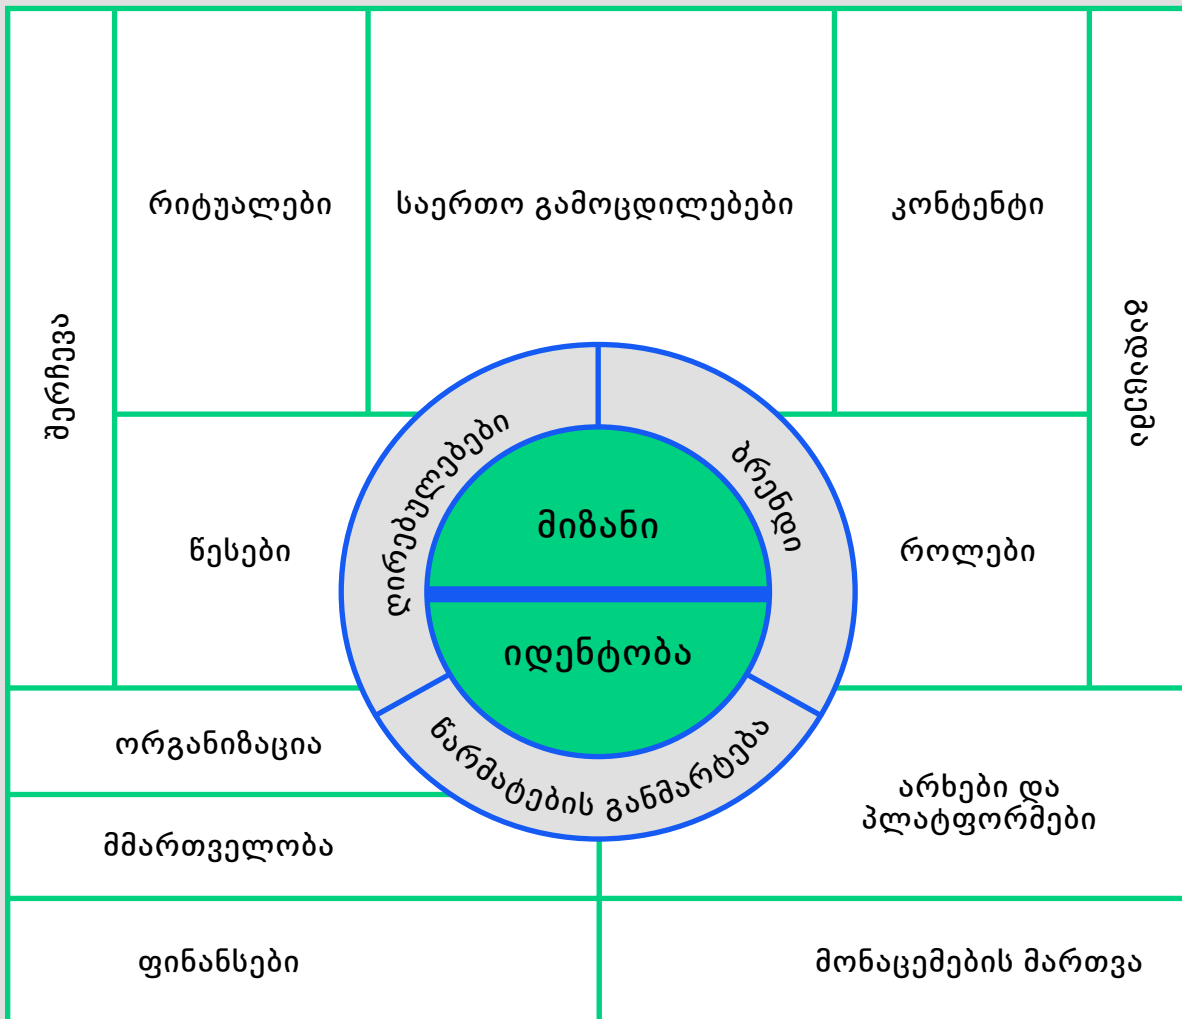 რიტუალები
საერთო გამოცდილებები
კონტენტი
შერჩევა
გადახედვა
ღირებულებები
ბრენდი
მიზანი
წესები
როლები
იდენტობა
წარმატების განმარტება
ორგანიზაცია
არხები და
პლატფორმები
მმართველობა
ფინანსები
მონაცემების მართვა